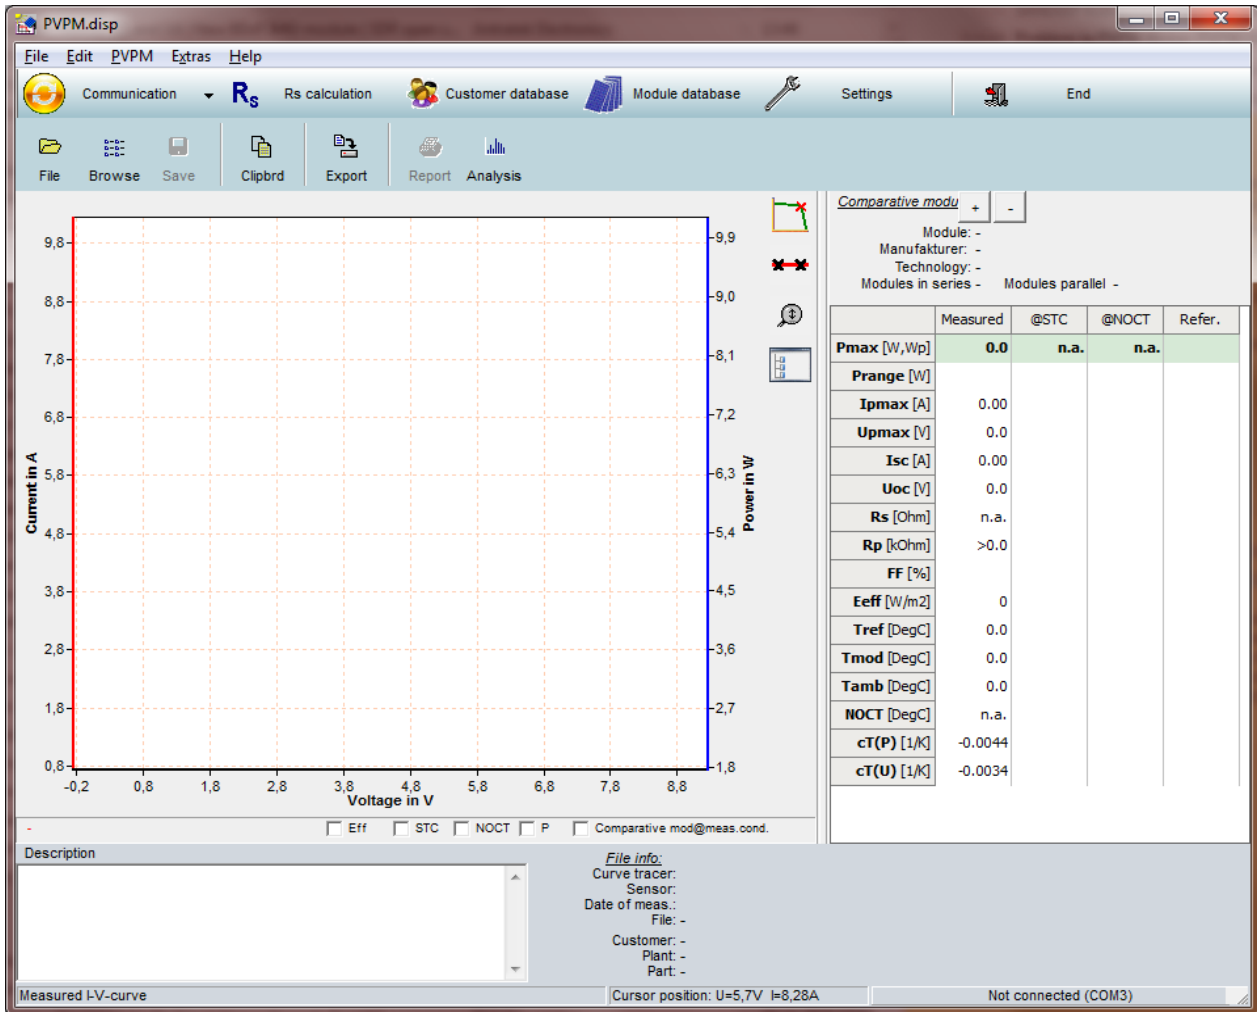 PVPM.disp
File Edit PVPM Extras Help
Communication Rs Rs calculation Customer database Module database Settings End
File Browse Save Clipbrd Export Report Analysis
Comparative modu + -
Module: -
Manufakturer: -
Technology: -
Modules in series - Modules parallel -
9,8
8,8
7,8
6,8
5,8
4,8
3,8
2,8
1,8
0,8
Current in A
9,9
9,0
8,1
7,2
6,3
5,4
4,5
3,6
2,7
1,8
Power in W
-0,2 0,8 1,8 2,8 3,8 4,8 5,8 6,8 7,8 8,8
Voltage in V
- Eff STC NOCT P Comparative mod@meas.cond.
Measured @STC @NOCT Refer.
Pmax [W,Wp] 0.0 n.a. n.a.
Prange [W]
Ipmax [A] 0.00
Upmax [V] 0.0
Isc [A] 0.00
Uoc [V] 0.0
Rs [Ohm] n.a.
Rp [kOhm] >0.0
FF [%]
Eeff [W/m2] 0
Tref [DegC] 0.0
Tmod [DegC] 0.0
Tamb [DegC] 0.0
NOCT [DegC] n.a.
cT(P) [1/K] -0.0044
cT(U) [1/K] -0.0034
Description
File info:
Curve tracer:
Sensor:
Date of meas.:
File: -
Customer: -
Plant: -
Part: -
Measured I-V-curve Cursor position: U=5,7V I=8,28A Not connected (COM3)